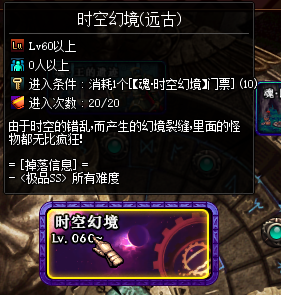 时空幻境(远古)
Lv60以上
0人以上
进入条件：消耗1个[【魂·时空幻境】门票] (10)
进入次数：20/20
由于时空的错乱,而产生的幻境裂缝,里面的怪
物都无比疯狂!
= [掉落信息] =
- <极品SS> 所有难度
时空幻境
Lv. 060~
魂·